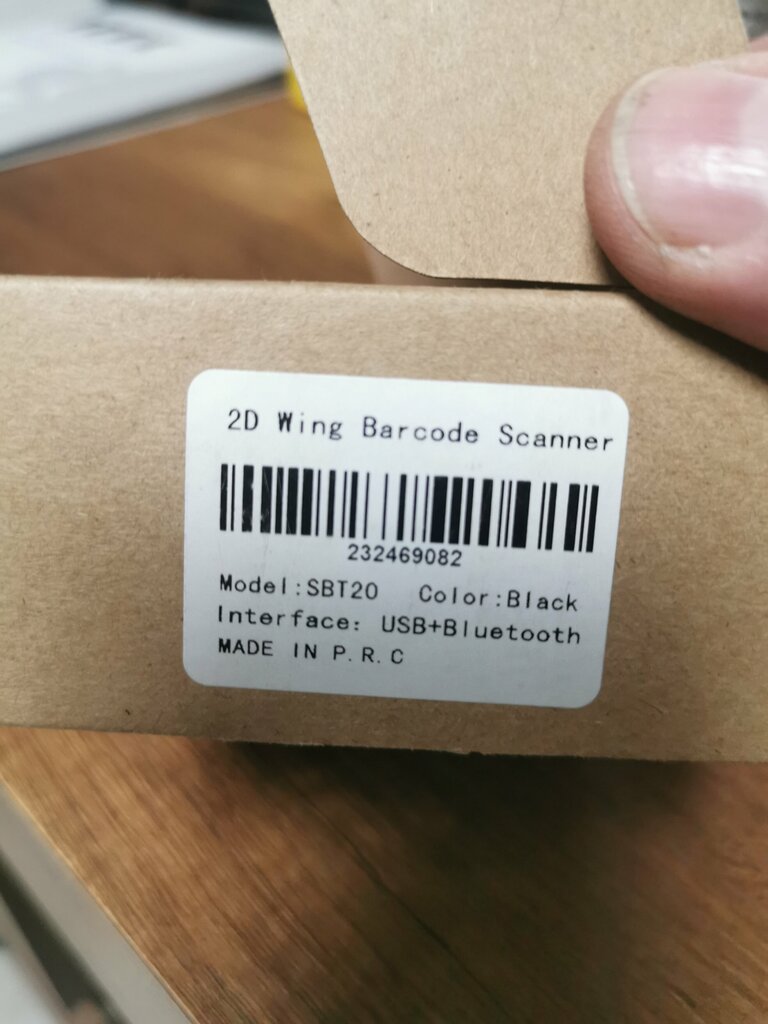 2D Wing Barcode Scanner
232469082
Model:SBT20 Color:Black
Interface: USB+Bluetooth
MADE IN P.R.C